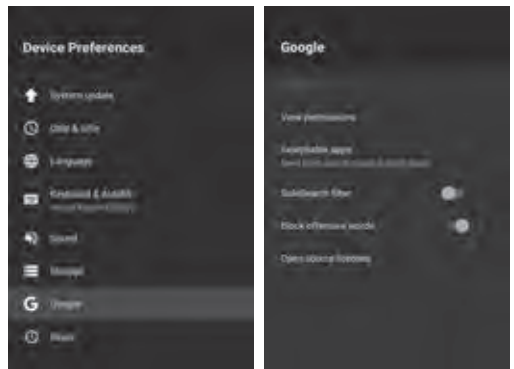 Device Preferences
System update
Date & time
Language
Keyboard & Autofill
Sound
Storage
Google
Google
View permissions
Searchable apps
SafeSearch filter
Block offensive words
Open source licenses